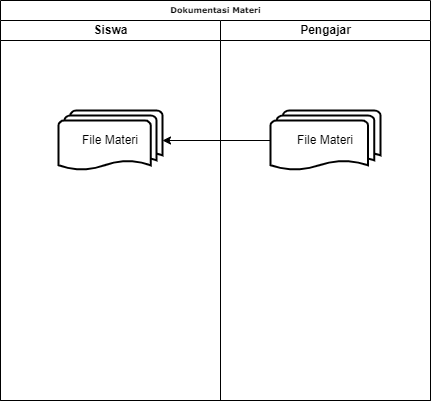 Dokumentasi Materi
Siswa
Pengajar
File Materi
File Materi